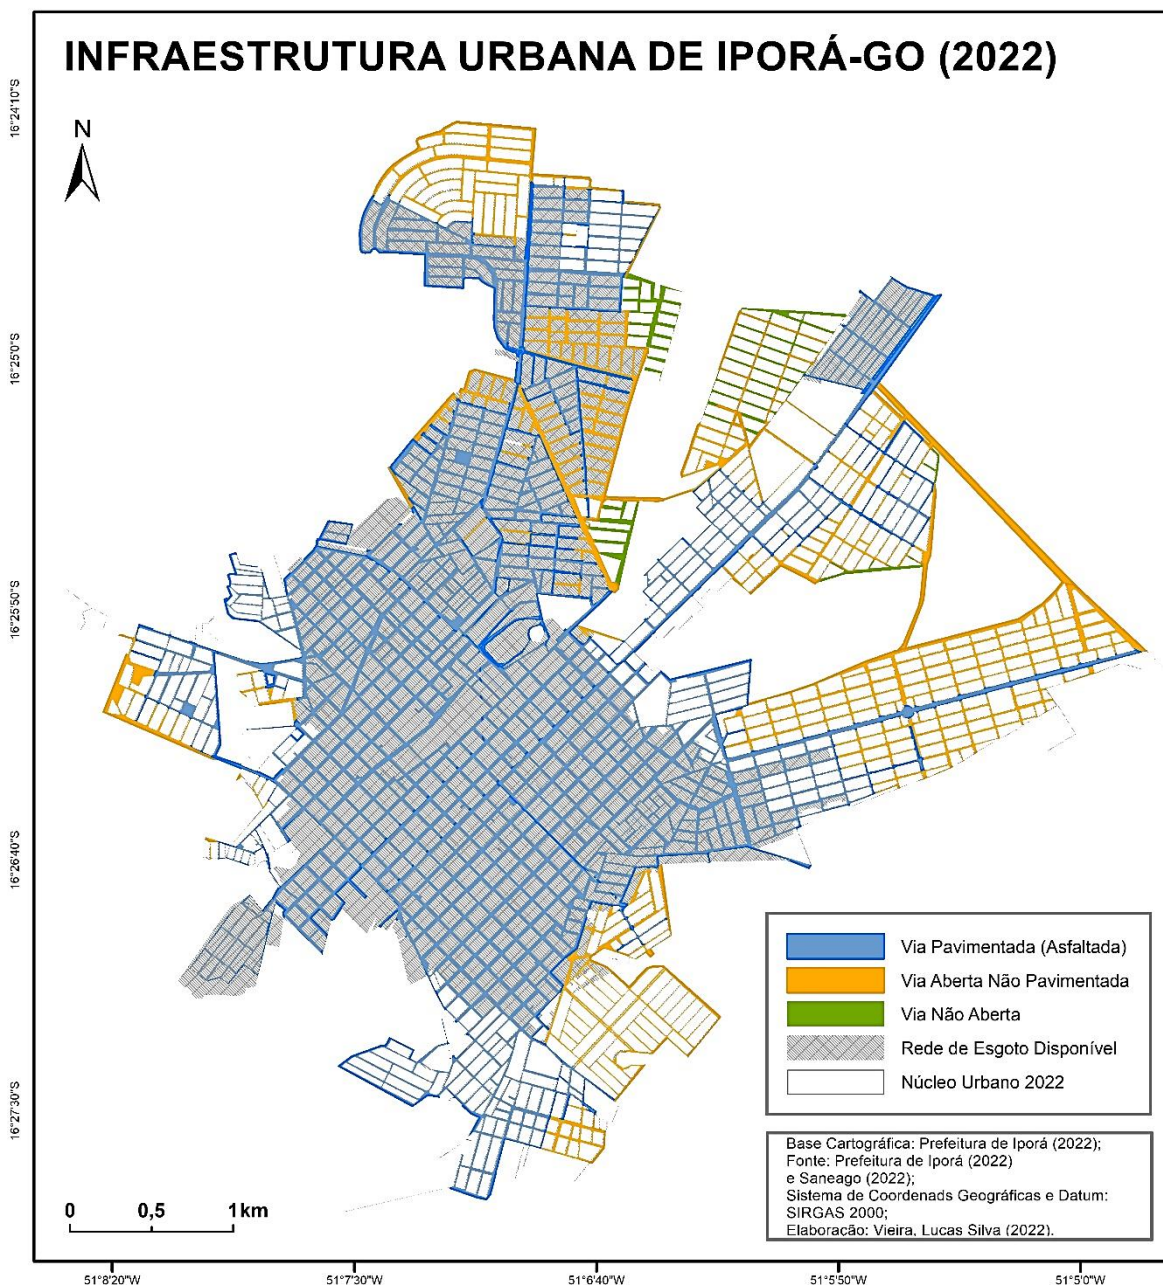 INFRAESTRUTURA URBANA DE IPORÁ-GO (2022)
N
16°24'10"S
16°25'0"S
16°25'50"S
16°26'40"S
16°27'30"S
Via Pavimentada (Asfaltada)
Via Aberta Não Pavimentada
Via Não Aberta
Rede de Esgoto Disponível
Núcleo Urbano 2022
Base Cartográfica: Prefeitura de Iporá (2022);
Fonte: Prefeitura de Iporá (2022)
e Saneago (2022);
Sistema de Coordenads Geográficas e Datum:
SIRGAS 2000;
Elaboração: Vieira, Lucas Silva (2022).
0 0,5 1km
51°8'20"W 51°7'30"W 51°6'40"W 51°5'50"W 51°5'0"W